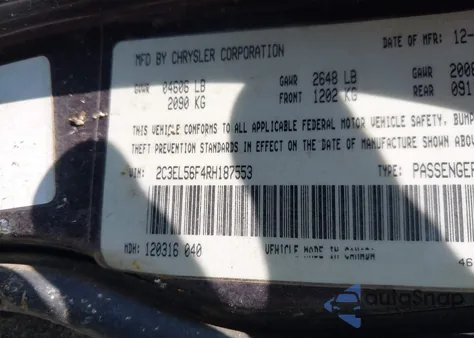 MFD BY CHRYSLER CORPORATION DATE OF MFR: 12-
GVWR 04606 LB GAWR 2648 LB GAWR 2008
2090 KG FRONT 1202 KG REAR 091
THIS VEHICLE CONFORMS TO ALL APPLICABLE FEDERAL MOTOR VEHICLE SAFETY, BUMP
THEFT PREVENTION STANDARDS IN EFFECT ON THE DATE OF MANUFACTURE SHOWN ABOV
VIN: 2C3EL56F4RH187553 TYPE: PASSENGER
MDH: 120316 040 VEHICLE MADE IN CANADA 46
autoSnap